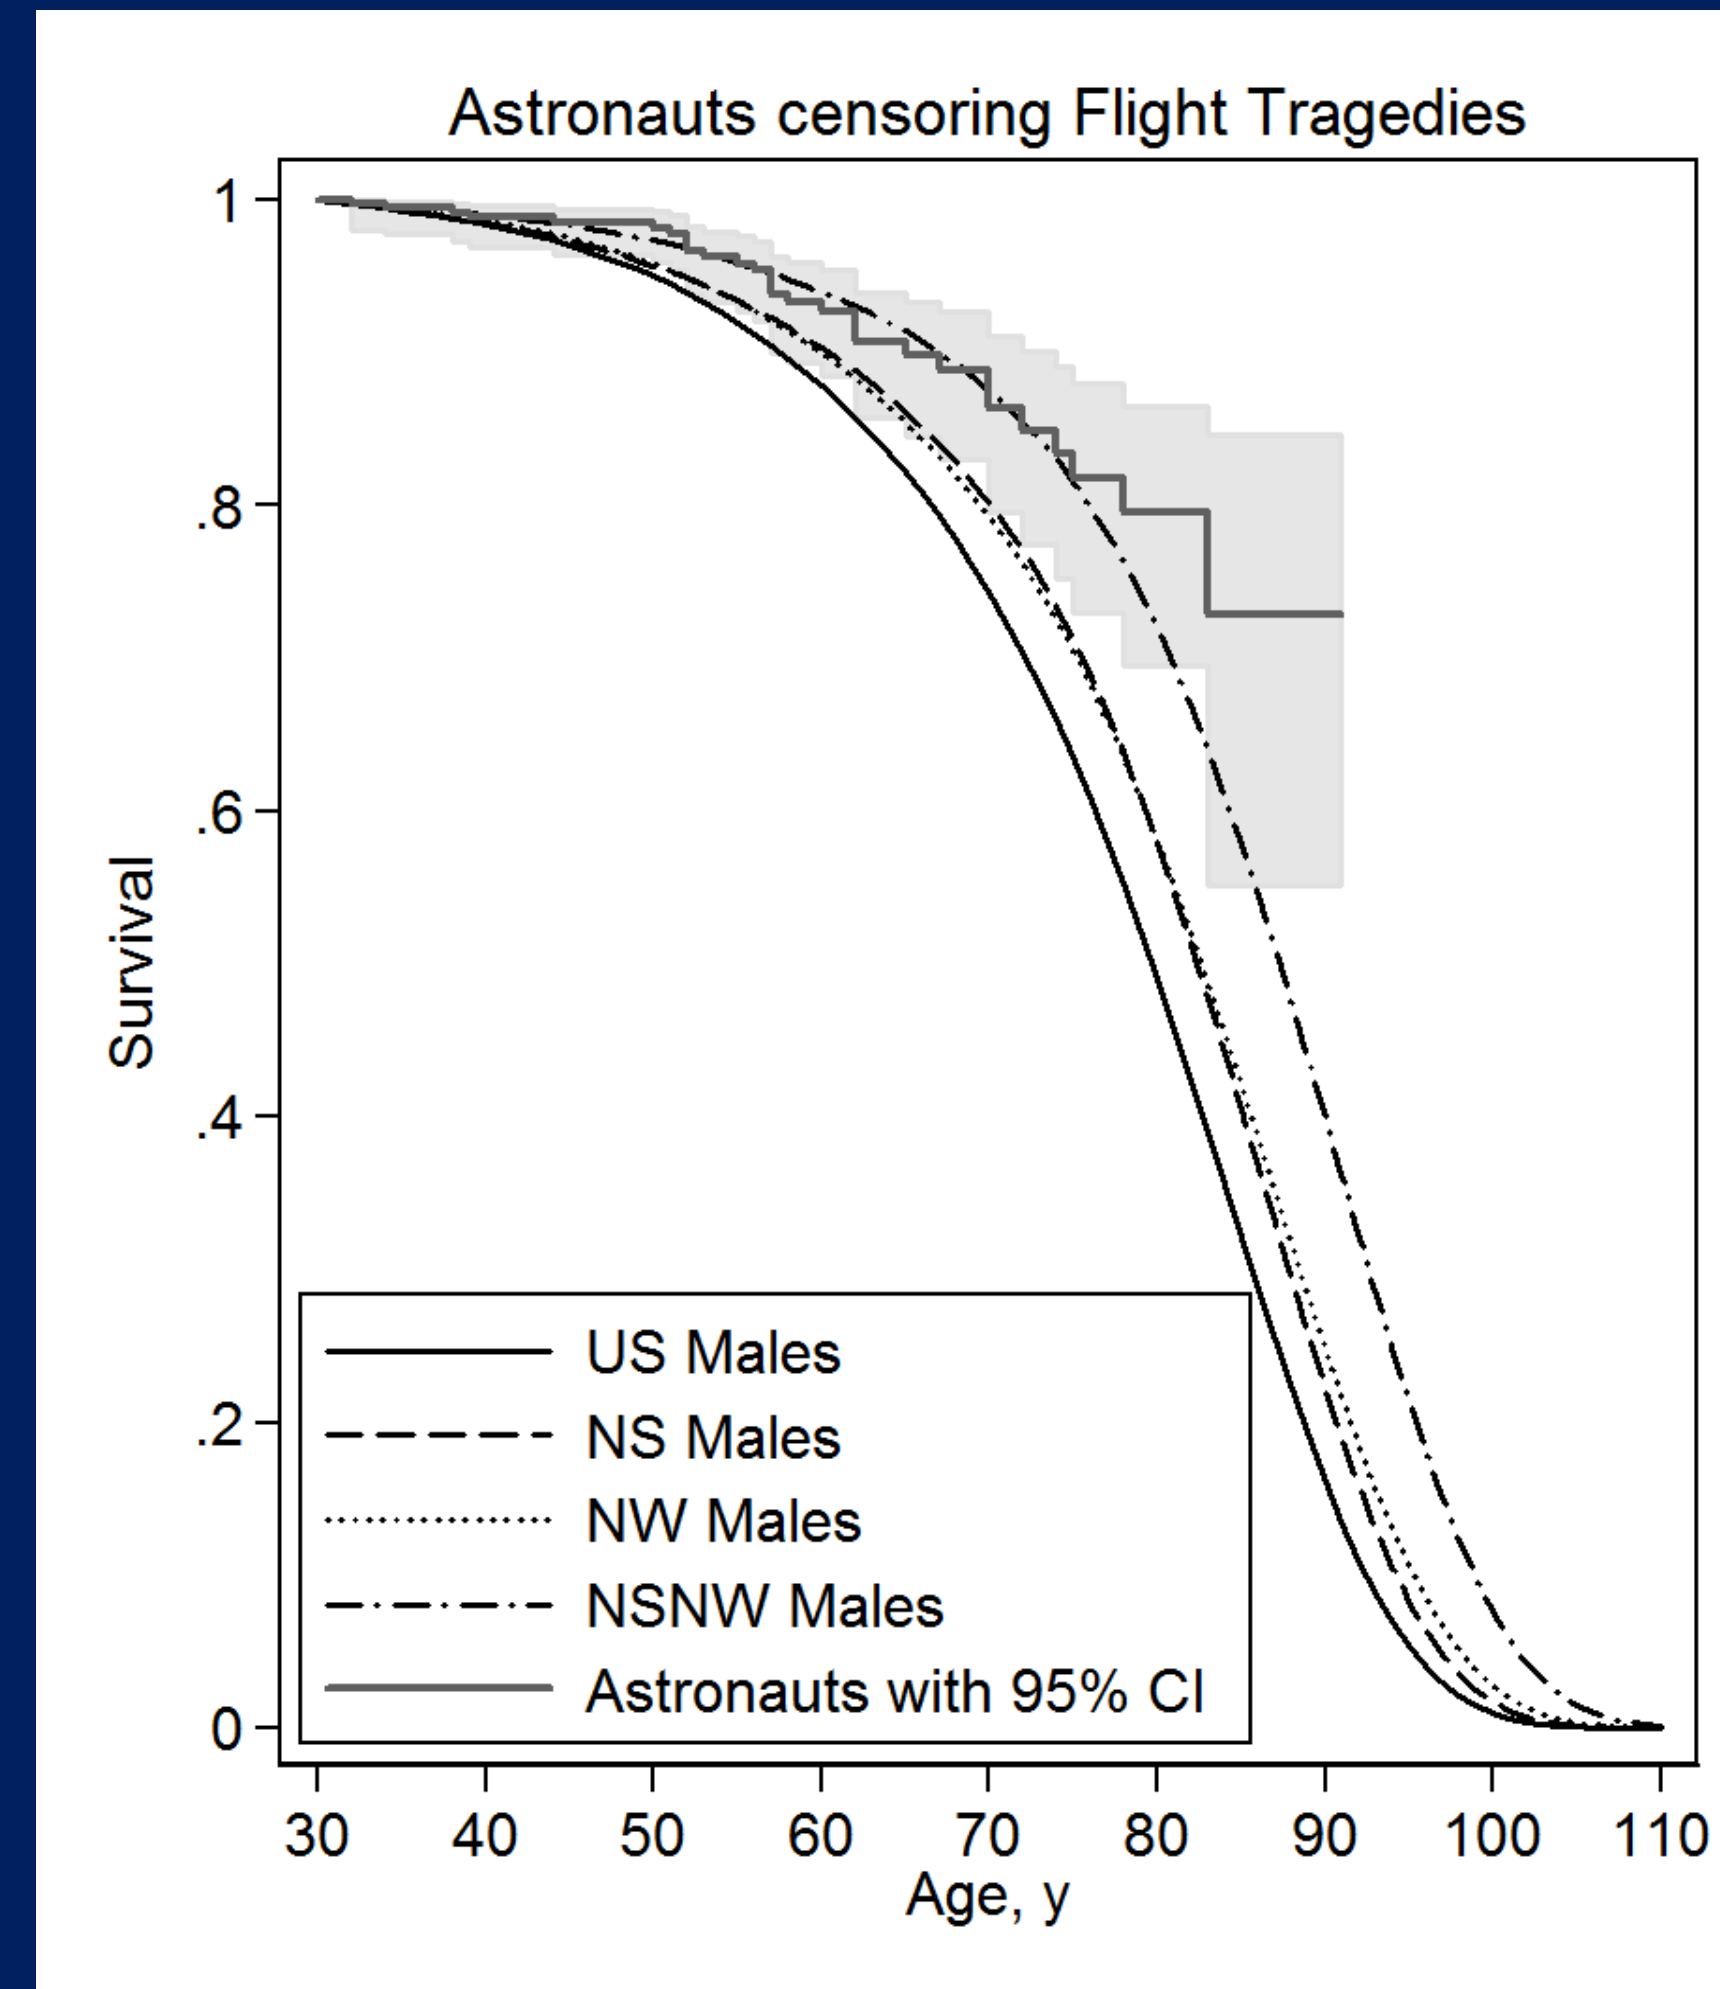 Astronauts censoring Flight Tragedies
1
.8
.6
.4
.2
0
Survival
US Males
NS Males
NW Males
NSNW Males
Astronauts with 95% CI
30 40 50 60 70 80 90 100 110
Age, y